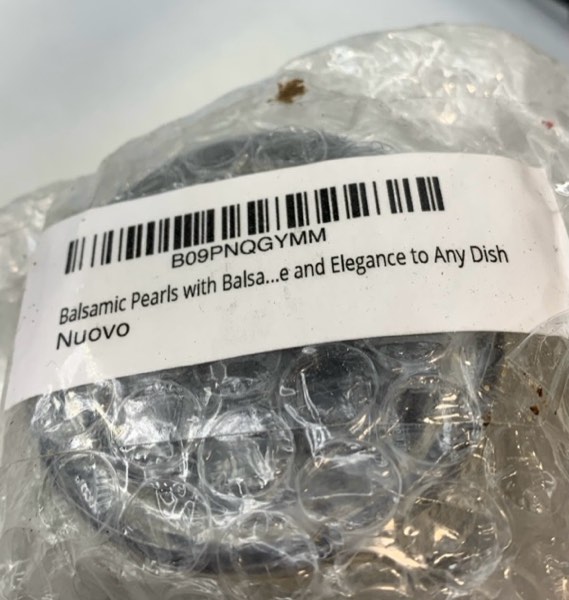 B09PNQGYMM
Balsamic Pearls with Balsa...e and Elegance to Any Dish
Nuovo